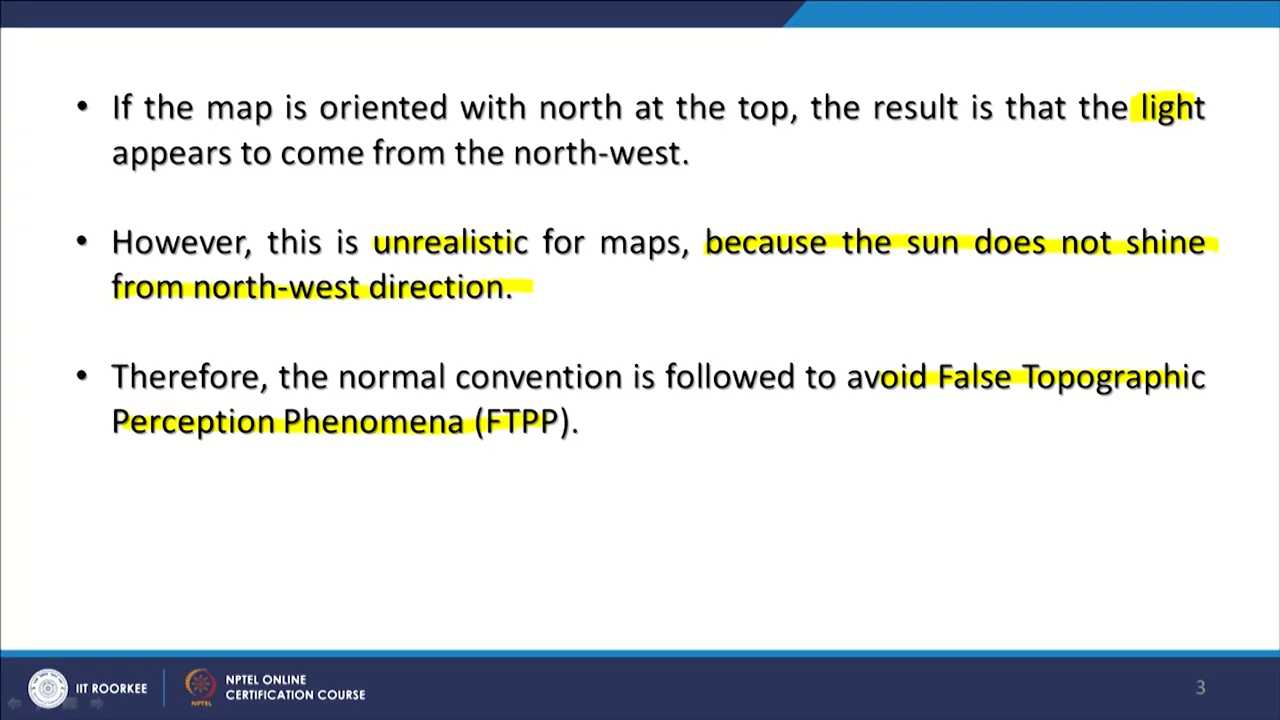 • If the map is oriented with north at the top, the result is that the light
appears to come from the north-west.
• However, this is unrealistic for maps, because the sun does not shine
from north-west direction.
• Therefore, the normal convention is followed to avoid False Topographic
Perception Phenomena (FTPP).
IIT ROORKEE
NPTEL
NPTEL ONLINE
CERTIFICATION COURSE
3